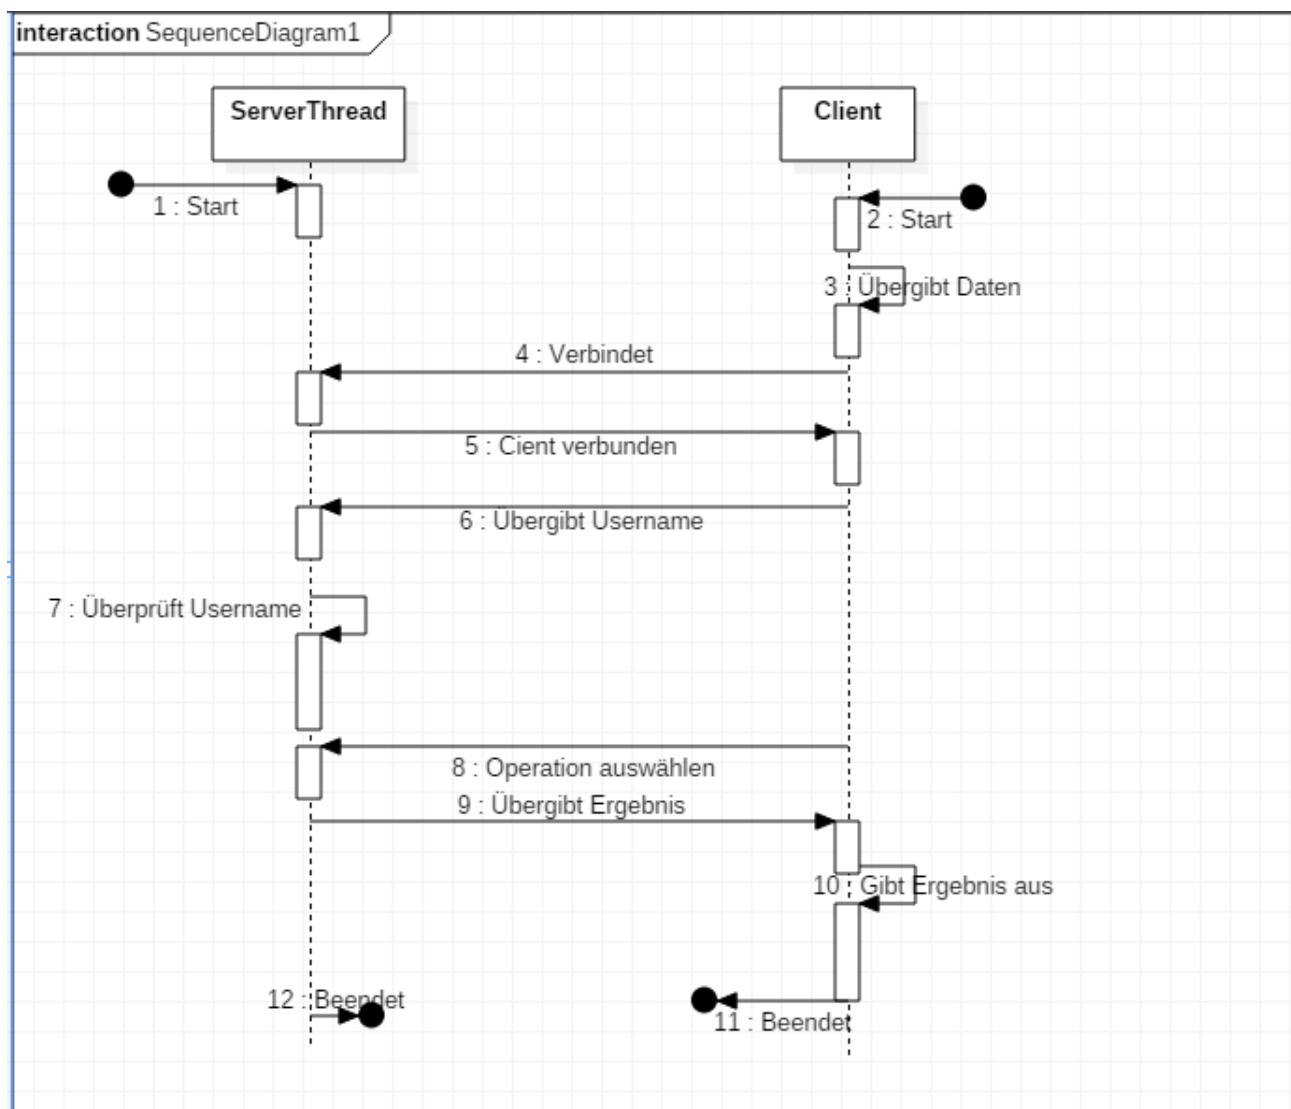 interaction SequenceDiagram1
ServerThread
Client
1 : Start
2 : Start
3 : Übergibt Daten
4 : Verbindet
5 : Cient verbunden
6 : Übergibt Username
7 : Überprüft Username
8 : Operation auswählen
9 : Übergibt Ergebnis
10 : Gibt Ergebnis aus
12 : Beendet
11 : Beendet